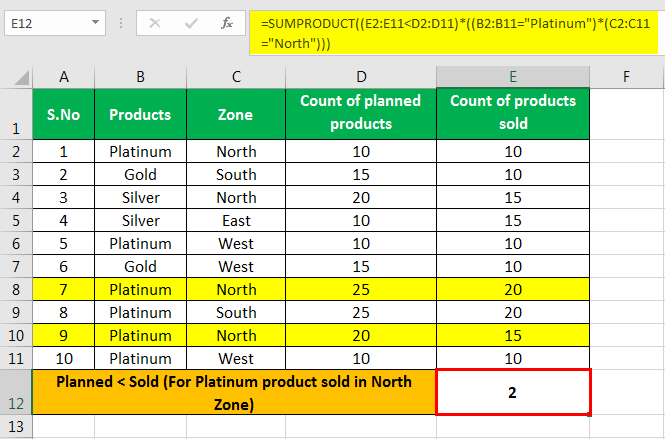 E12 fx =SUMPRODUCT((E2:E11<D2:D11)*((B2:B11="Platinum")*(C2:C11
="North")))
A B C D E F
1 S.No Products Zone Count of planned products Count of products sold
2 1 Platinum North 10 10
3 2 Gold South 15 10
4 3 Silver North 20 15
5 4 Silver East 10 15
6 5 Platinum West 10 10
7 6 Gold West 15 10
8 7 Platinum North 25 20
9 8 Platinum South 25 20
10 9 Platinum North 20 15
11 10 Platinum West 10 10
12 Planned < Sold (For Platinum product sold in North Zone) 2
13